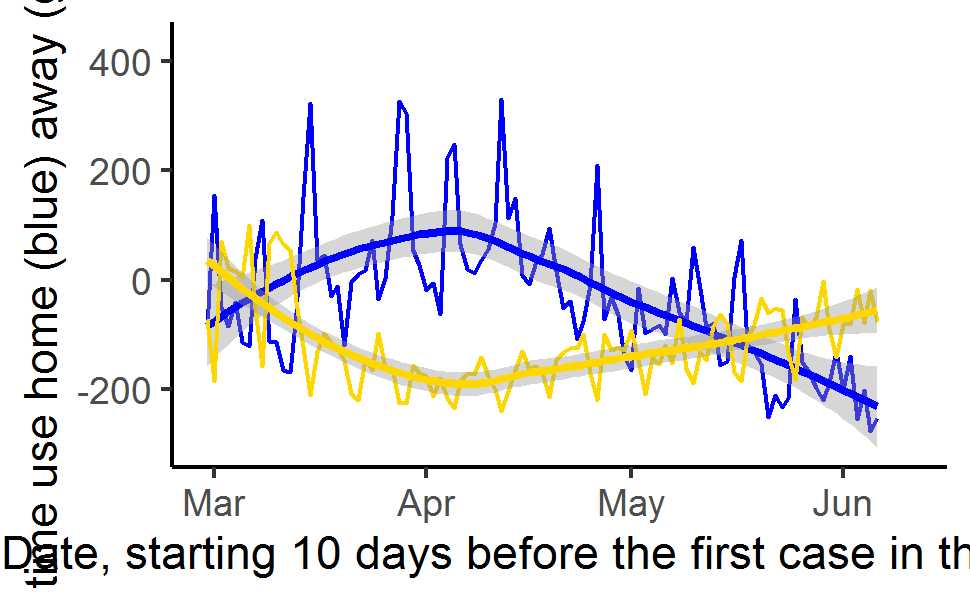 time use home (blue) away (
400
200
0
-200
Mar Apr May Jun
Date, starting 10 days before the first case in th